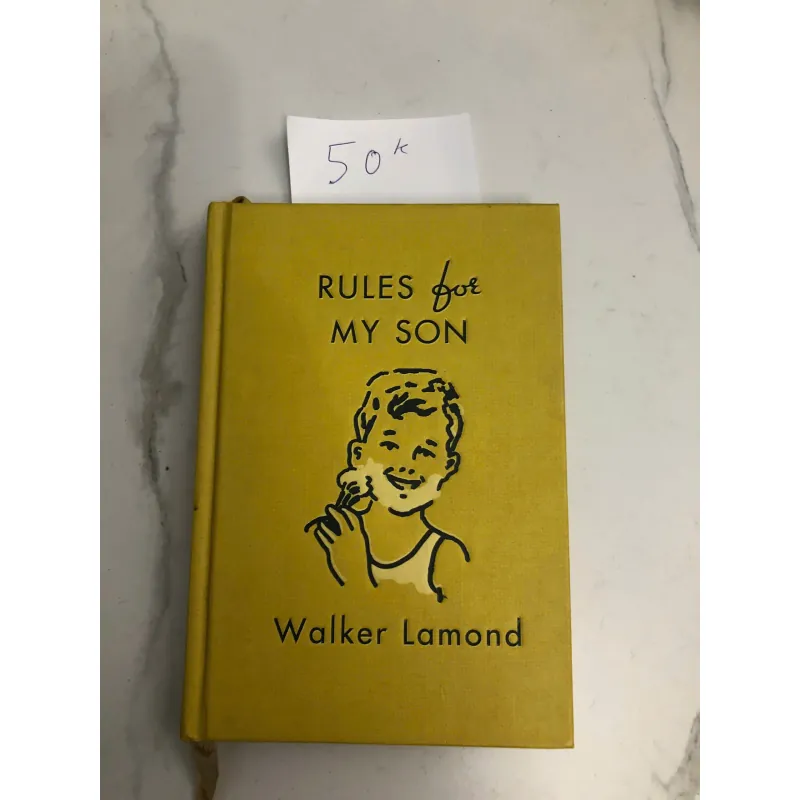 50k
RULES for
MY SON
Walker Lamond